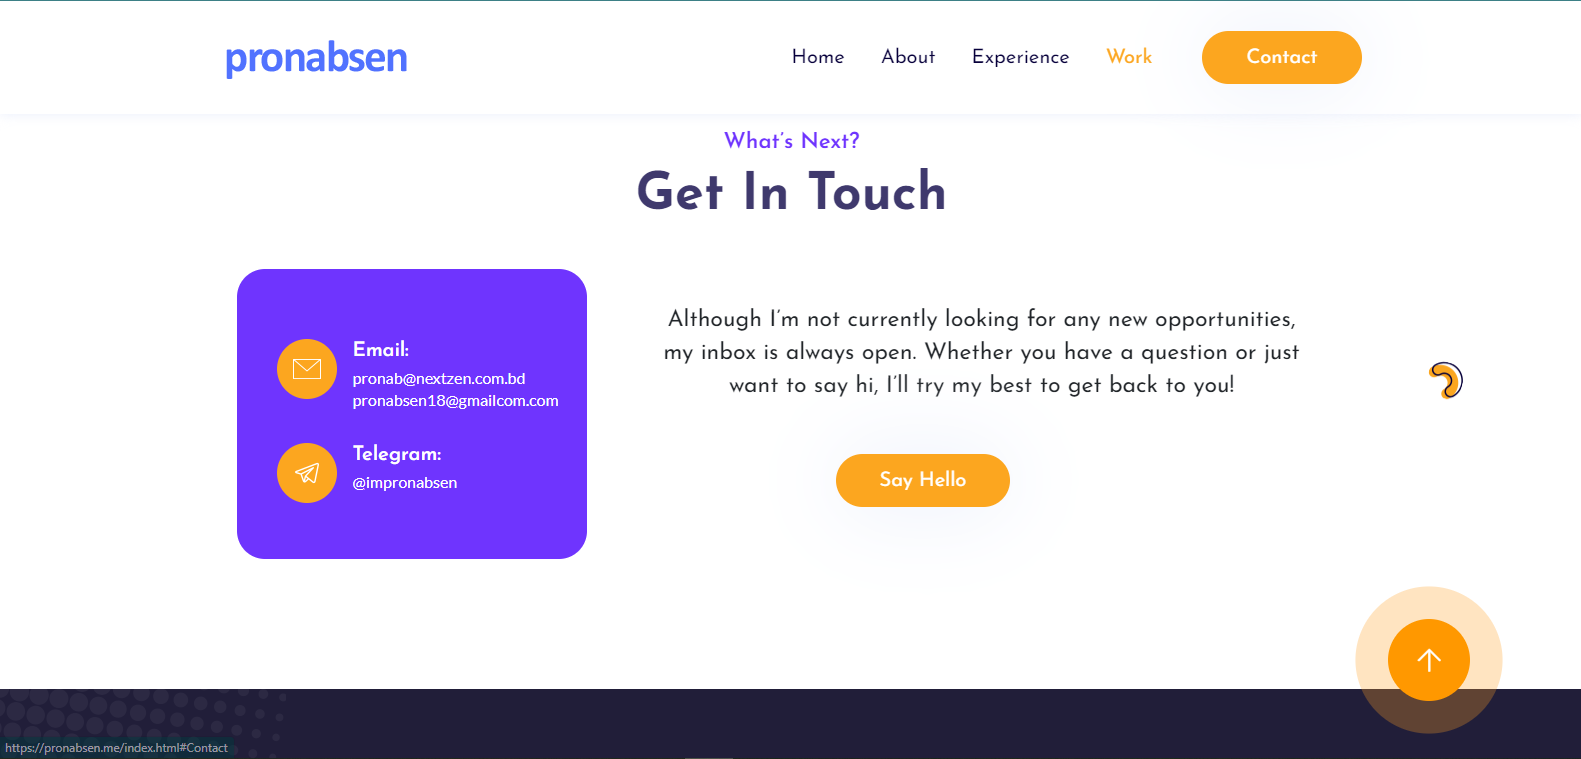 pronabsen
Home About Experience Work Contact
What's Next?
Get In Touch
Email:
pronab@nextzen.com.bd
pronabsen18@gmailcom.com
Telegram:
@impronabsen
Although I'm not currently looking for any new opportunities,
my inbox is always open. Whether you have a question or just
want to say hi, I'll try my best to get back to you!
Say Hello
https://pronabsen.me/index.html#Contact